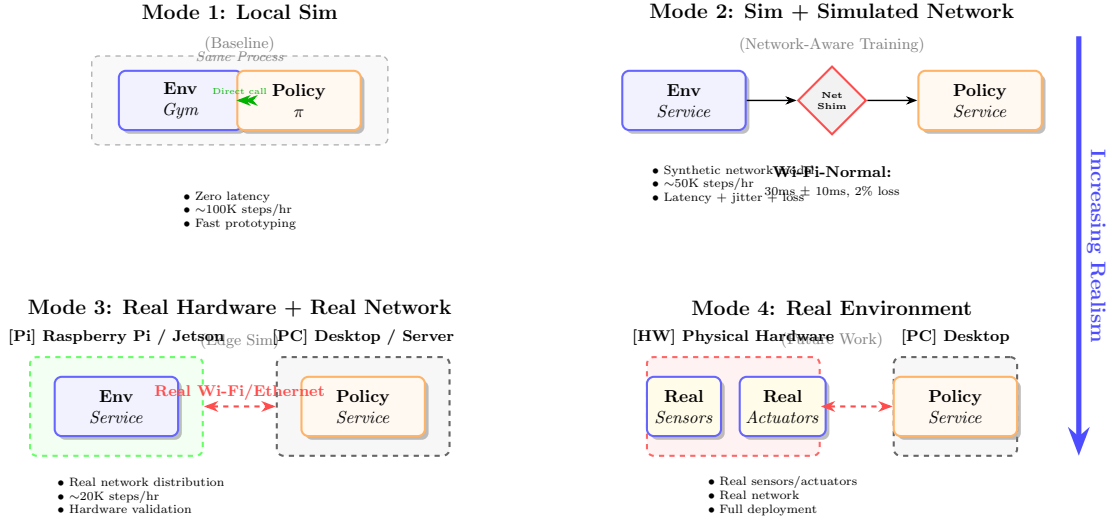 Mode 1: Local Sim
(Baseline)
Same Process
Env
Gym
Direct call
Policy
π
• Zero latency
• ~100K steps/hr
• Fast prototyping
Mode 2: Sim + Simulated Network
(Network-Aware Training)
Env
Service
Net
Shim
Policy
Service
• Synthetic network model
• ~50K steps/hr
• Latency + jitter + loss
Wi-Fi-Normal:
30ms ± 10ms, 2% loss
Increasing Realism
Mode 3: Real Hardware + Real Network
(Edge Sim)
[Pi] Raspberry Pi / Jetson
[PC] Desktop / Server
Env
Service
Real Wi-Fi/Ethernet
Policy
Service
• Real network distribution
• ~20K steps/hr
• Hardware validation
Mode 4: Real Environment
(Future Work)
[HW] Physical Hardware
[PC] Desktop
Real
Sensors
Real
Actuators
Policy
Service
• Real sensors/actuators
• Real network
• Full deployment